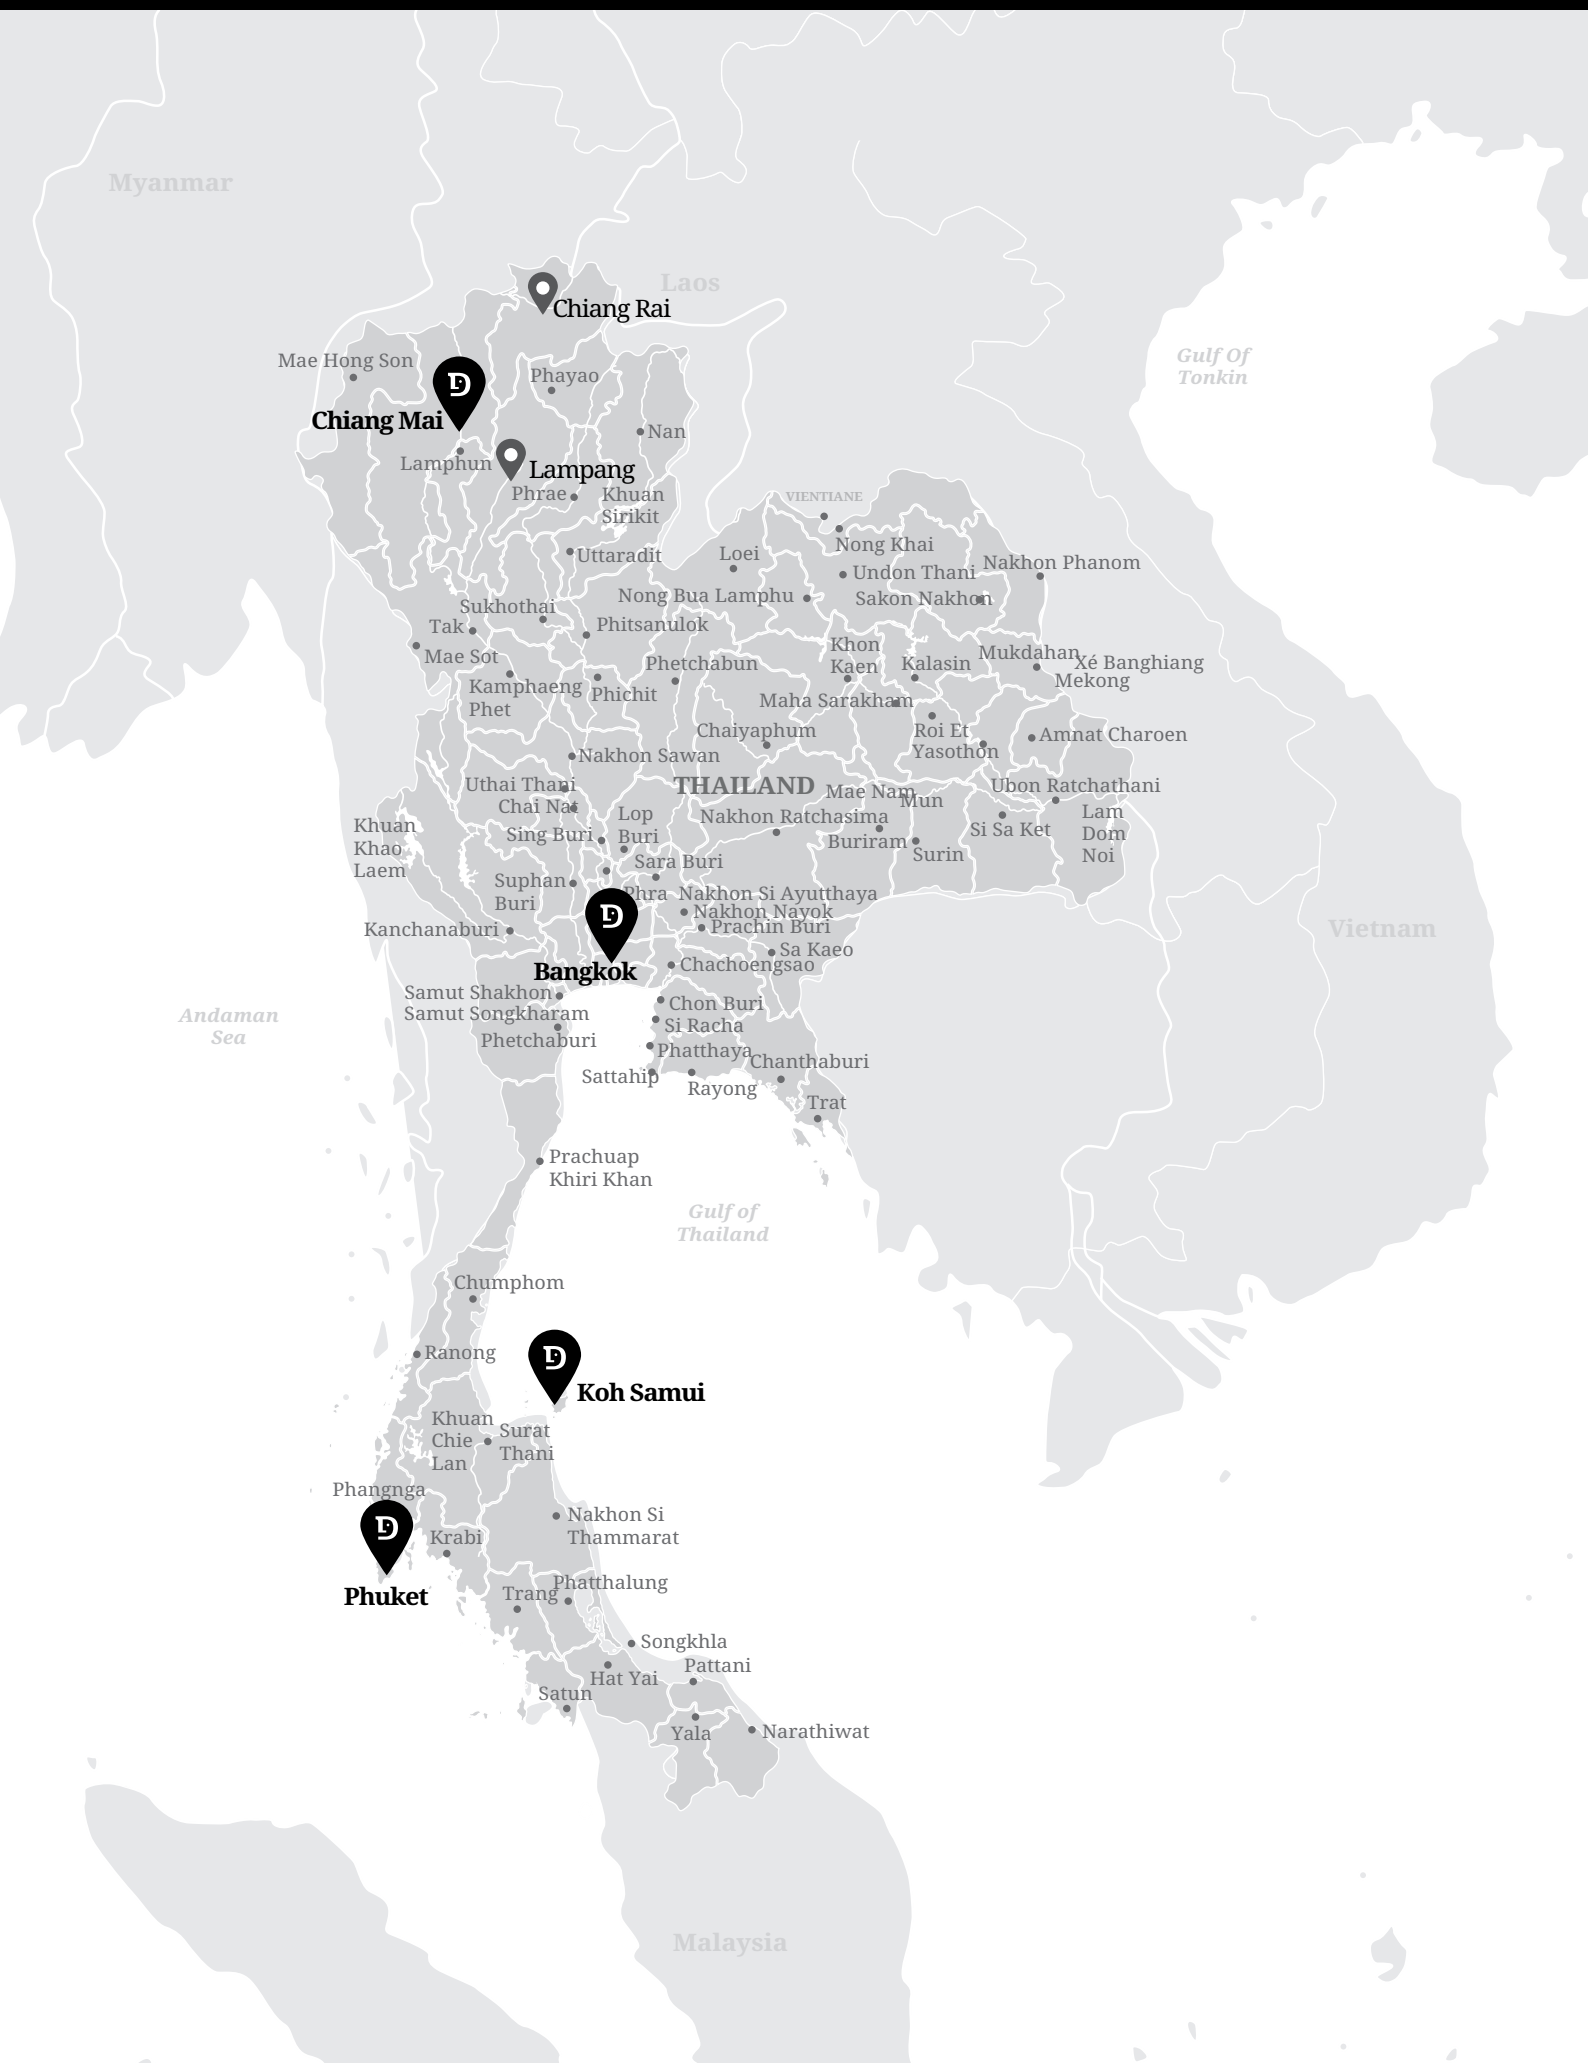 Myanmar
Laos
Chiang Rai
Gulf Of
Tonkin
Mae Hong Son
Phayao
D
Chiang Mai
Nan
Lamphun
Lampang
Phrae
Khuan
Sirikit
VIENTIANE
Nong Khai
Uttaradit
Loei
Nakhon Phanom
Undon Thani
Nong Bua Lamphu
Sakon Nakhon
Sukhothai
Tak
Phitsanulok
Mae Sot
Khon
Kaen
Phetchabun
Kalasin
Mukdahan
Xé Banghiang
Mekong
Kamphaeng
Phet
Phichit
Maha Sarakham
Chaiyaphum
Roi Et
Yasothon
Amnat Charoen
Nakhon Sawan
THAILAND
Uthai Thani
Mae Nam
Mun
Ubon Ratchathani
Chai Nat
Lop
Buri
Nakhon Ratchasima
Lam
Dom
Noi
Khuan
Khao
Laem
Sing Buri
Buriram
Si Sa Ket
Surin
Sara Buri
Suphan
Buri
Phra Nakhon Si Ayutthaya
Nakhon Nayok
D
Prachin Buri
Vietnam
Kanchanaburi
Sa Kaeo
Chachoengsao
Bangkok
Samut Shakhon
Samut Songkharam
Chon Buri
Andaman
Sea
Si Racha
Phetchaburi
Phatthaya
Chanthaburi
Sattahip
Rayong
Trat
Prachuap
Khiri Khan
Gulf of
Thailand
Chumphom
Ranong
D
Koh Samui
Khuan
Chie
Lan
Surat
Thani
Phangnga
D
Nakhon Si
Thammarat
Krabi
Phuket
Phatthalung
Trang
Songkhla
Pattani
Hat Yai
Satun
Yala
Narathiwat
Malaysia